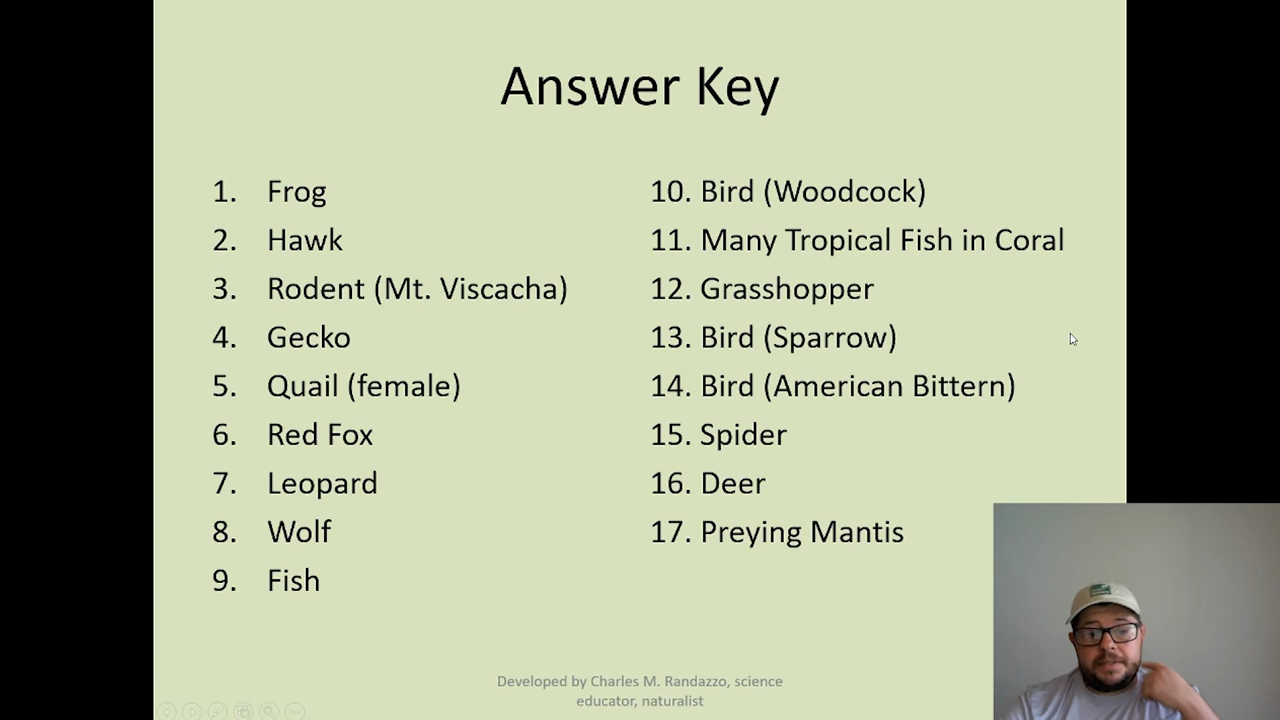 Answer Key
1. Frog
2. Hawk
3. Rodent (Mt. Viscacha)
4. Gecko
5. Quail (female)
6. Red Fox
7. Leopard
8. Wolf
9. Fish
10. Bird (Woodcock)
11. Many Tropical Fish in Coral
12. Grasshopper
13. Bird (Sparrow)
14. Bird (American Bittern)
15. Spider
16. Deer
17. Preying Mantis
Developed by Charles M. Randazzo, science
educator, naturalist